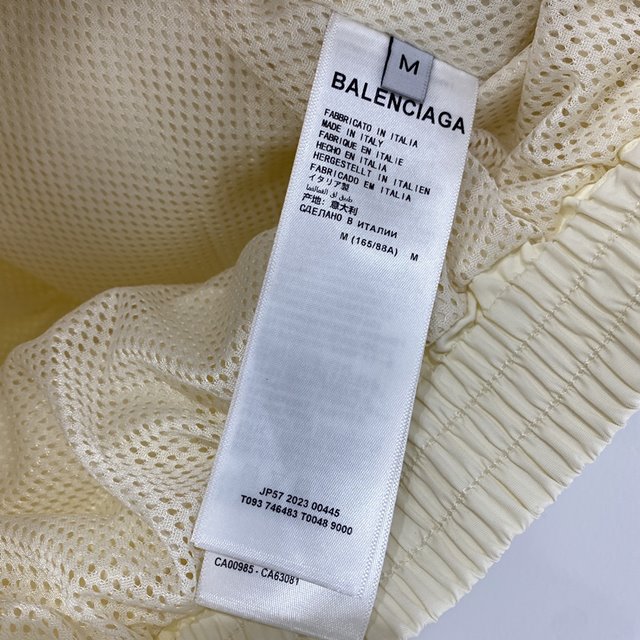 M
BALENCIAGA
FABBRICATO IN ITALIA
MADE IN ITALY
FABRIQUE EN ITALIE
HECHO EN ITALIA
HERGESTELLT IN ITALIEN
FABRICADO EM ITALIA
イタリア製
产地: 意大利
СДЕЛАНО В ИТАЛИИ
M (165/88A) M
JP57 2023 00445
T093 746483 T0048 9000
CA00985 - CA63081